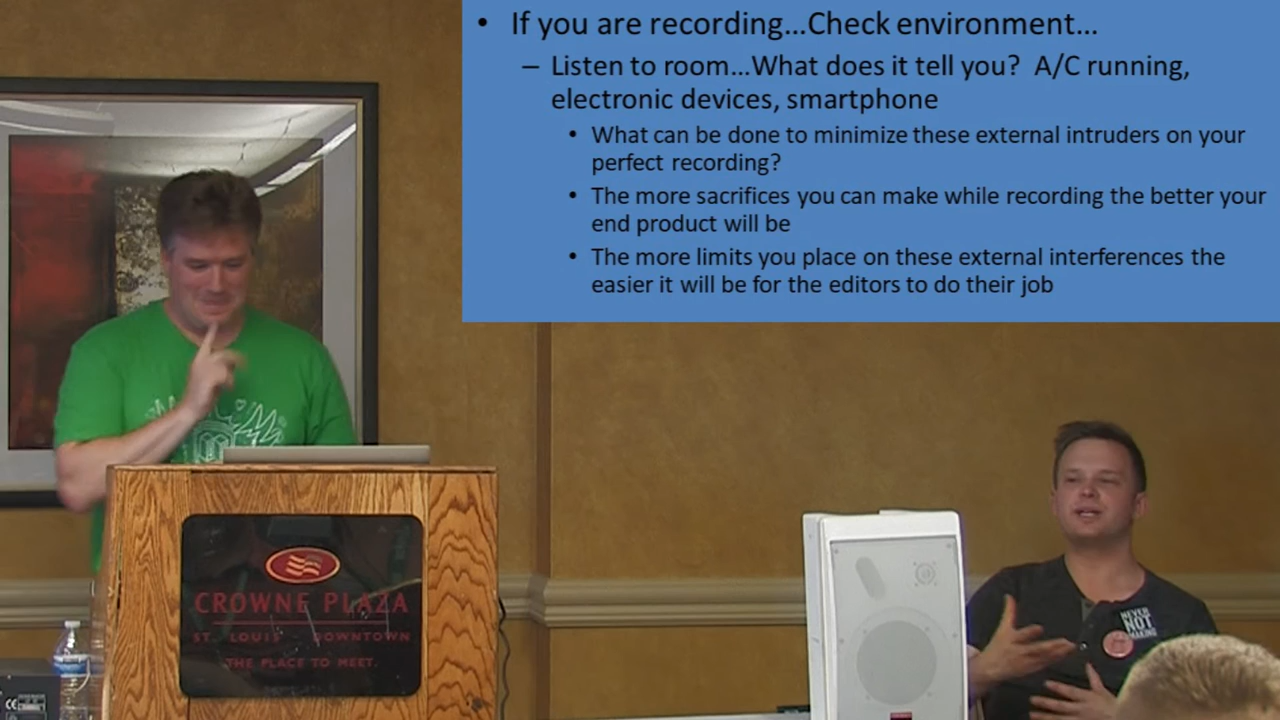 • If you are recording...Check environment...
– Listen to room...What does it tell you? A/C running,
electronic devices, smartphone
• What can be done to minimize these external intruders on your
perfect recording?
• The more sacrifices you can make while recording the better your
end product will be
• The more limits you place on these external interferences the
easier it will be for the editors to do their job
CROWNE PLAZA
ST. LOUIS DOWNTOWN
THE PLACE TO MEET.
NEVER
NOT
MAKING
CE